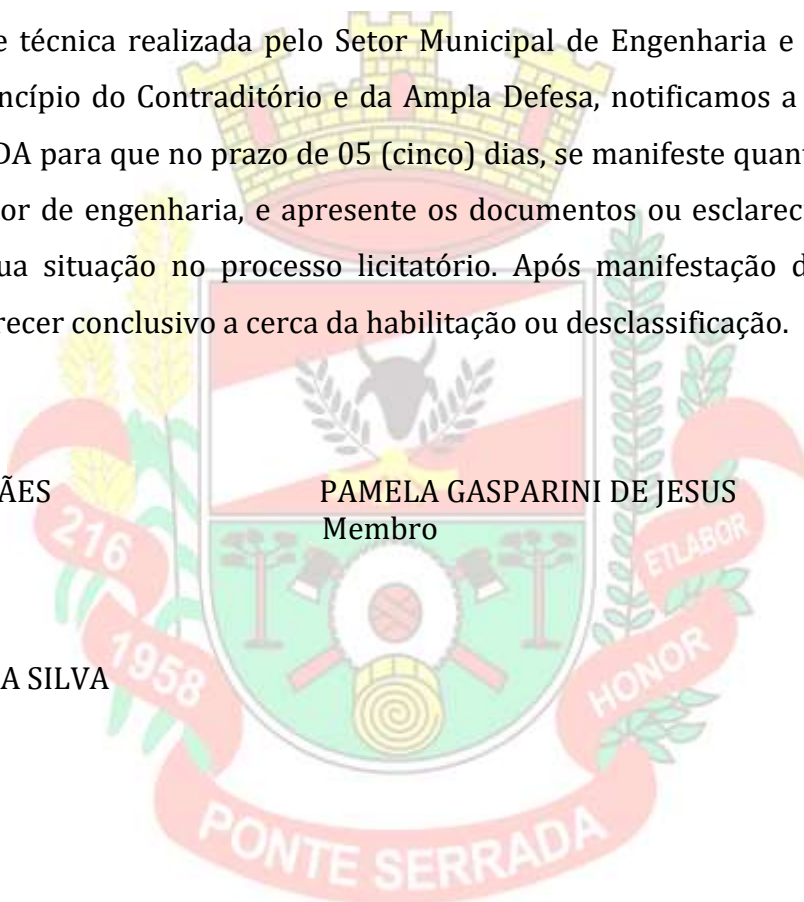 e técnica realizada pelo Setor Municipal de Engenharia e
ncípio do Contraditório e da Ampla Defesa, notificamos a
DA para que no prazo de 05 (cinco) dias, se manifeste quant
or de engenharia, e apresente os documentos ou esclarec
ua situação no processo licitatório. Após manifestação d
recer conclusivo a cerca da habilitação ou desclassificação.
ÃES PAMELA GASPARINI DE JESUS
Membro
216 ETLABOR
A SILVA
1958 HONOR
PONTE SERRADA